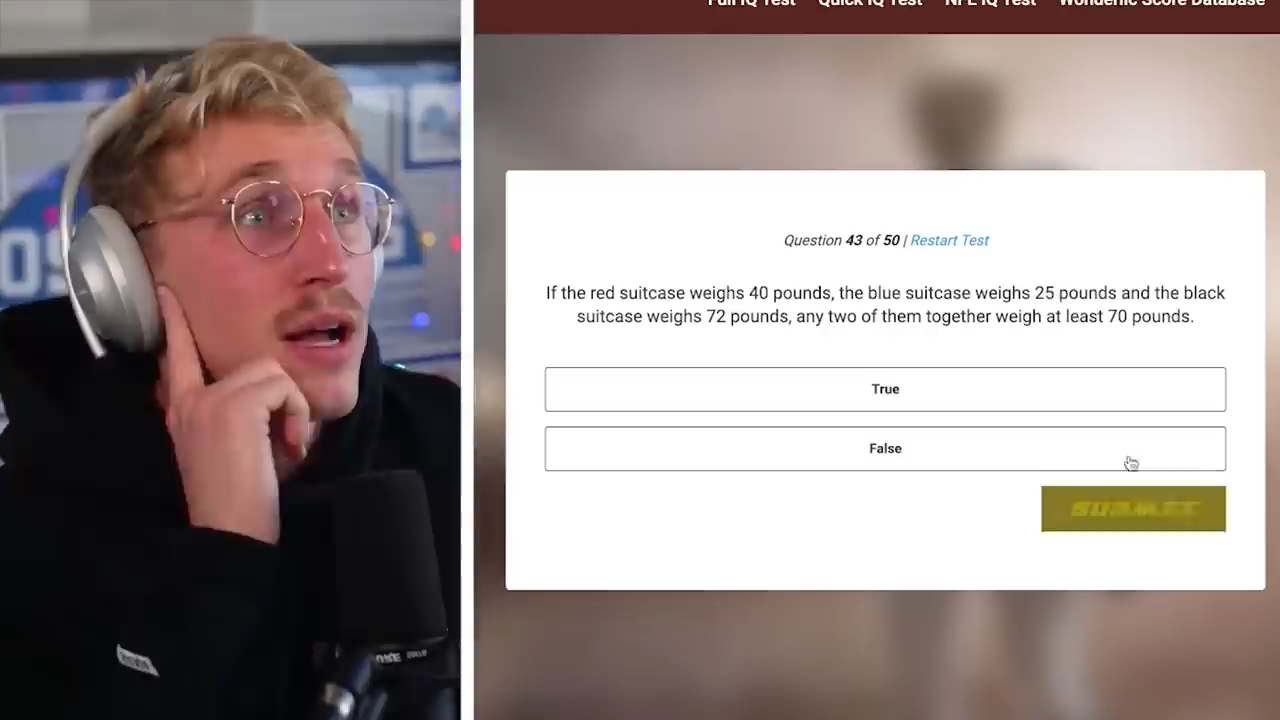 Full IQ Test Quick IQ Test NFL IQ Test Wonderlic Score Database
Question 43 of 50 | Restart Test
If the red suitcase weighs 40 pounds, the blue suitcase weighs 25 pounds and the black
suitcase weighs 72 pounds, any two of them together weigh at least 70 pounds.
True
False
SUBMIT